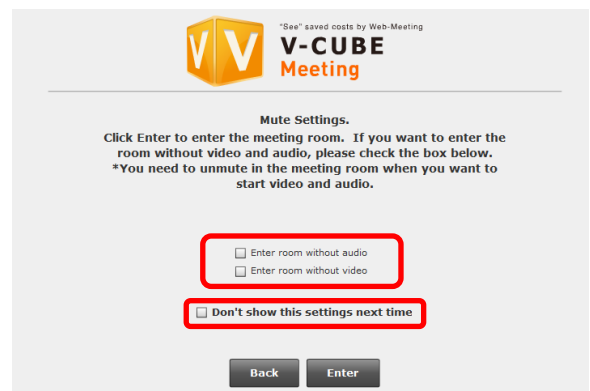 "See" saved costs by Web-Meeting
V V
V-CUBE
Meeting
Mute Settings.
Click Enter to enter the meeting room. If you want to enter the
room without video and audio, please check the box below.
*You need to unmute in the meeting room when you want to
start video and audio.
Enter room without audio
Enter room without video
Don't show this settings next time
Back Enter